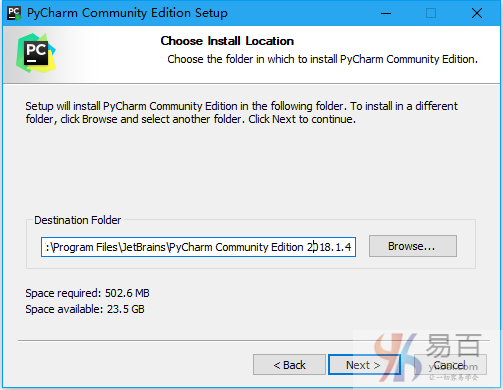 PyCharm Community Edition Setup
PC
Choose Install Location
Choose the folder in which to install PyCharm Community Edition.
Setup will install PyCharm Community Edition in the following folder. To install in a different
folder, click Browse and select another folder. Click Next to continue.
Destination Folder
:\Program Files\JetBrains\PyCharm Community Edition 2018.1.4
Browse...
Space required: 502.6 MB
Space available: 23.5 GB
< Back
Next >
Cancel
易百